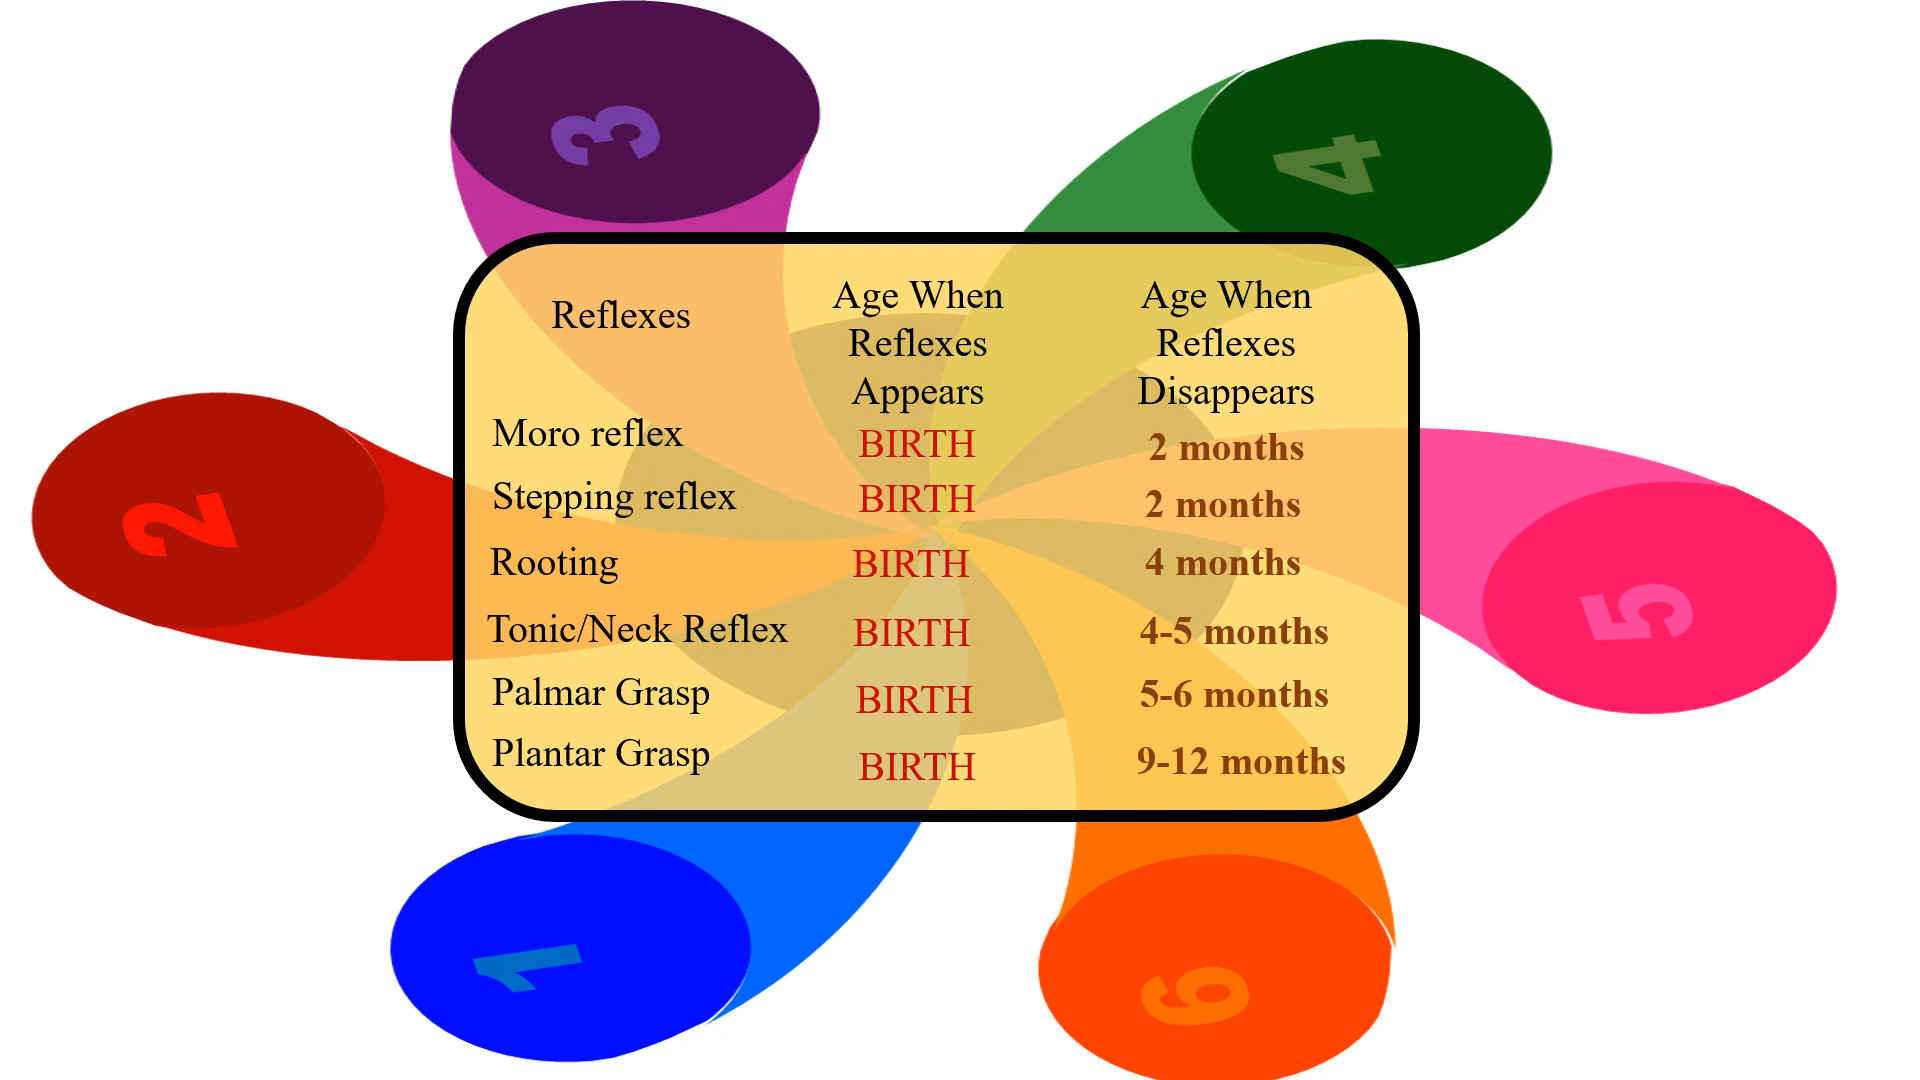 3
4
Reflexes
Age When
Reflexes
Appears
Age When
Reflexes
Disappears
Moro reflex BIRTH 2 months
Stepping reflex BIRTH 2 months
Rooting BIRTH 4 months
Tonic/Neck Reflex BIRTH 4-5 months
Palmar Grasp BIRTH 5-6 months
Plantar Grasp BIRTH 9-12 months
2
5
1
6